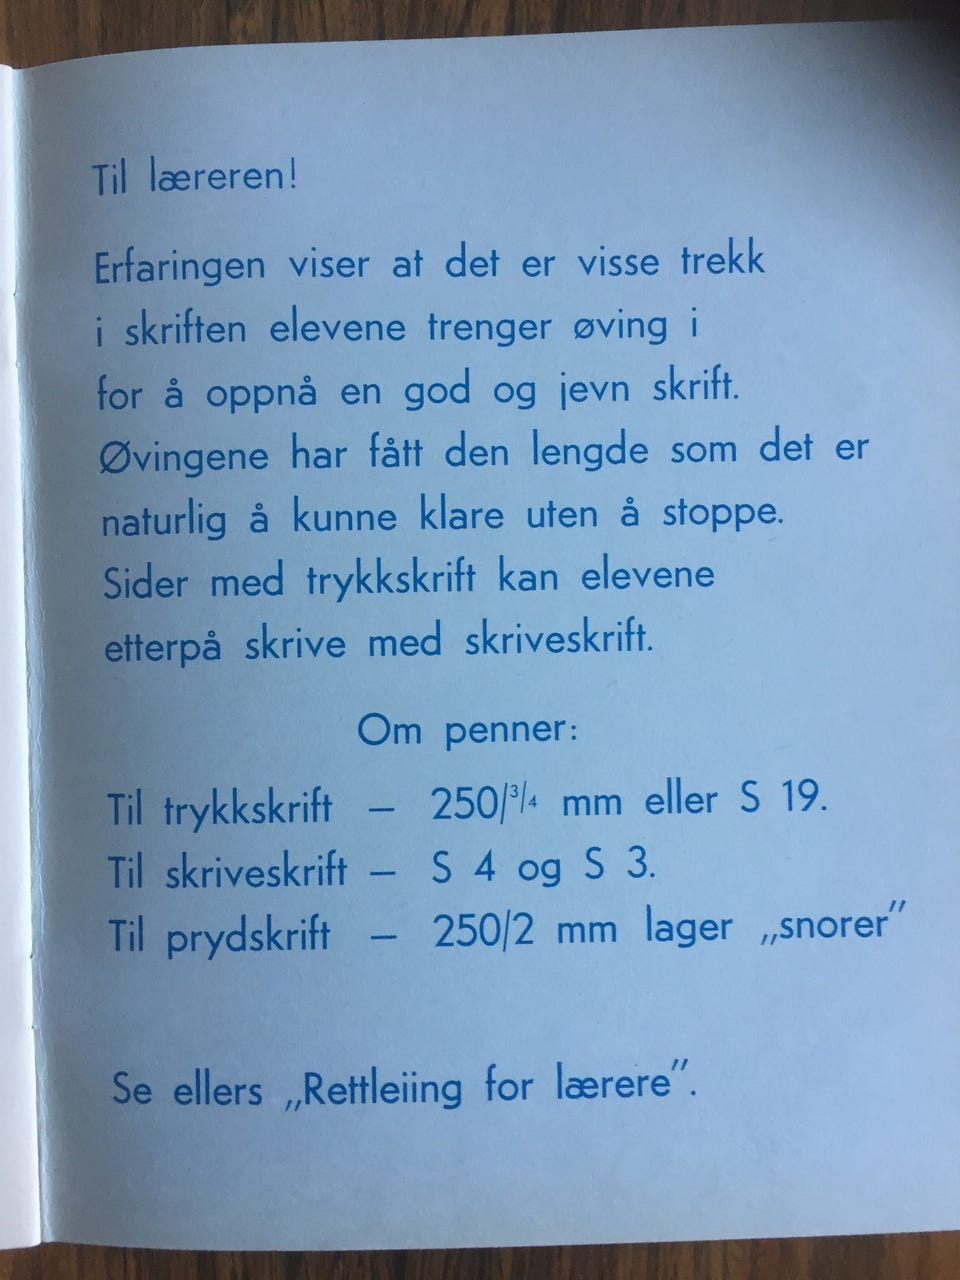 Til læreren!
Erfaringen viser at det er visse trekk
i skriften elevene trenger øving i
for å oppnå en god og jevn skrift.
Øvingene har fått den lengde som det er
naturlig å kunne klare uten å stoppe.
Sider med trykkskrift kan elevene
etterpå skrive med skriveskrift.
Om penner:
Til trykkskrift – 250/3/4 mm eller S 19.
Til skriveskrift – S 4 og S 3.
Til prydskrift – 250/2 mm lager „snorer”
Se ellers „Rettleiing for lærere”.